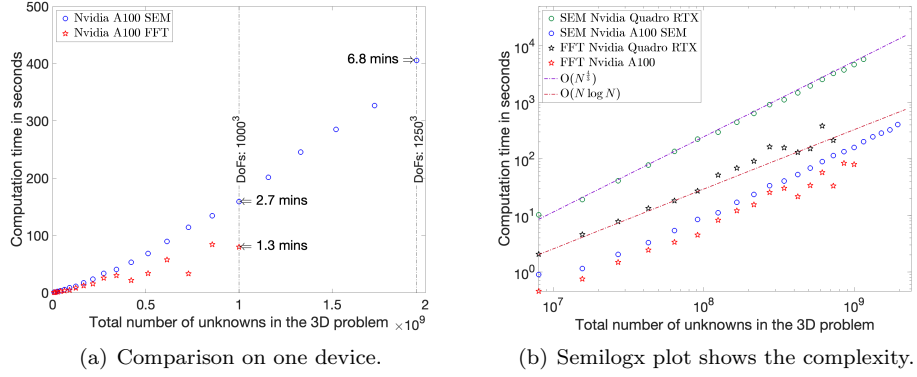 500
400
300
200
100
0
Computation time in seconds
Nvidia A100 SEM
Nvidia A100 FFT
6.8 mins
2.7 mins
1.3 mins
DoFs: 1000³
DoFs: 1250³
0 0.5 1 1.5 2
Total number of unknowns in the 3D problem ×10⁹
(a) Comparison on one device.
10⁴
10³
10²
10¹
10⁰
Computation time in seconds
SEM Nvidia Quadro RTX
SEM Nvidia A100 SEM
FFT Nvidia Quadro RTX
FFT Nvidia A100
O(N^{4/3})
O(N log N)
10⁷ 10⁸ 10⁹
Total number of unknowns in the 3D problem
(b) Semilogx plot shows the complexity.